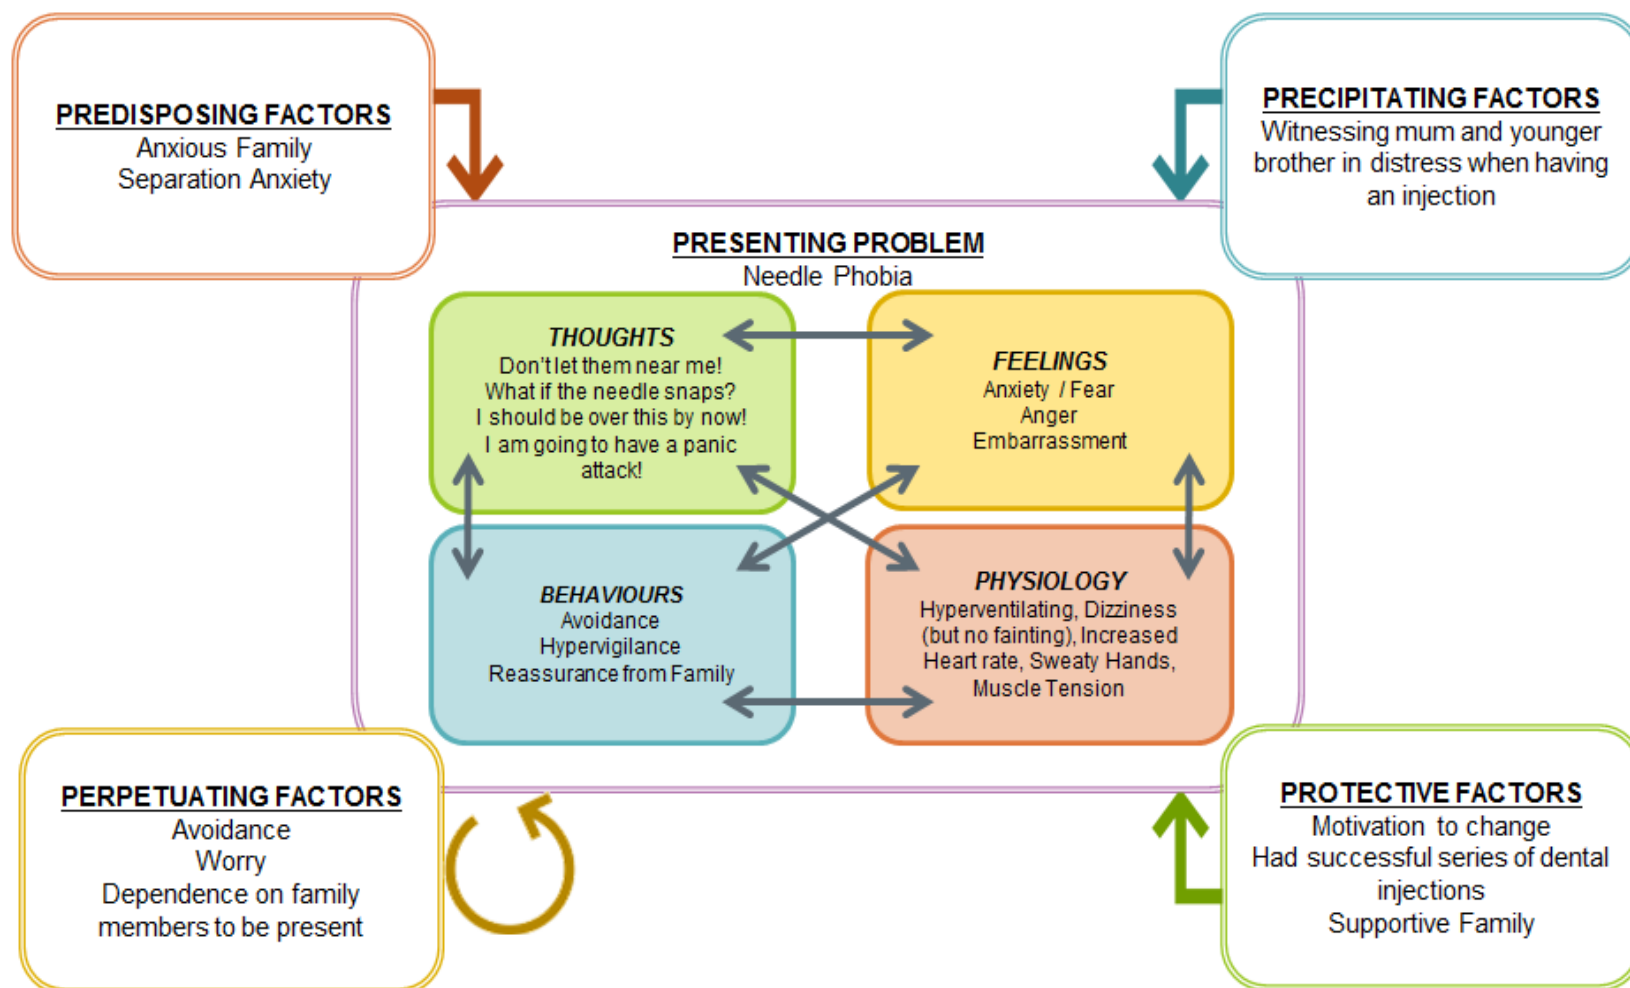 PREDISPOSING FACTORS
Anxious Family
Separation Anxiety
PRECIPITATING FACTORS
Witnessing mum and younger
brother in distress when having
an injection
PRESENTING PROBLEM
Needle Phobia
THOUGHTS
Don't let them near me!
What if the needle snaps?
I should be over this by now!
I am going to have a panic
attack!
FEELINGS
Anxiety / Fear
Anger
Embarrassment
BEHAVIOURS
Avoidance
Hypervigilance
Reassurance from Family
PHYSIOLOGY
Hyperventilating, Dizziness
(but no fainting), Increased
Heart rate, Sweaty Hands,
Muscle Tension
PERPETUATING FACTORS
Avoidance
Worry
Dependence on family
members to be present
PROTECTIVE FACTORS
Motivation to change
Had successful series of dental
injections
Supportive Family